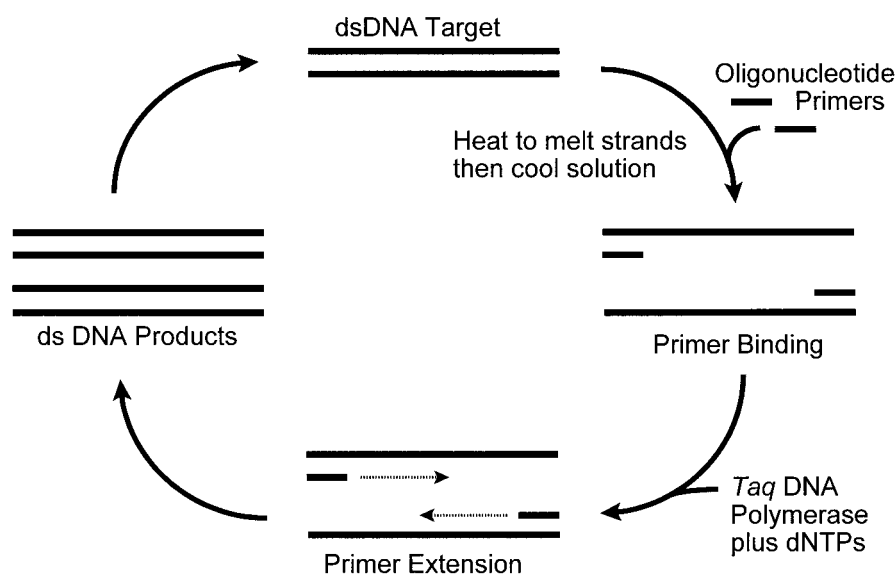 dsDNA Target
Oligonucleotide
Primers
Heat to melt strands
then cool solution
Primer Binding
Taq DNA
Polymerase
plus dNTPs
Primer Extension
ds DNA Products